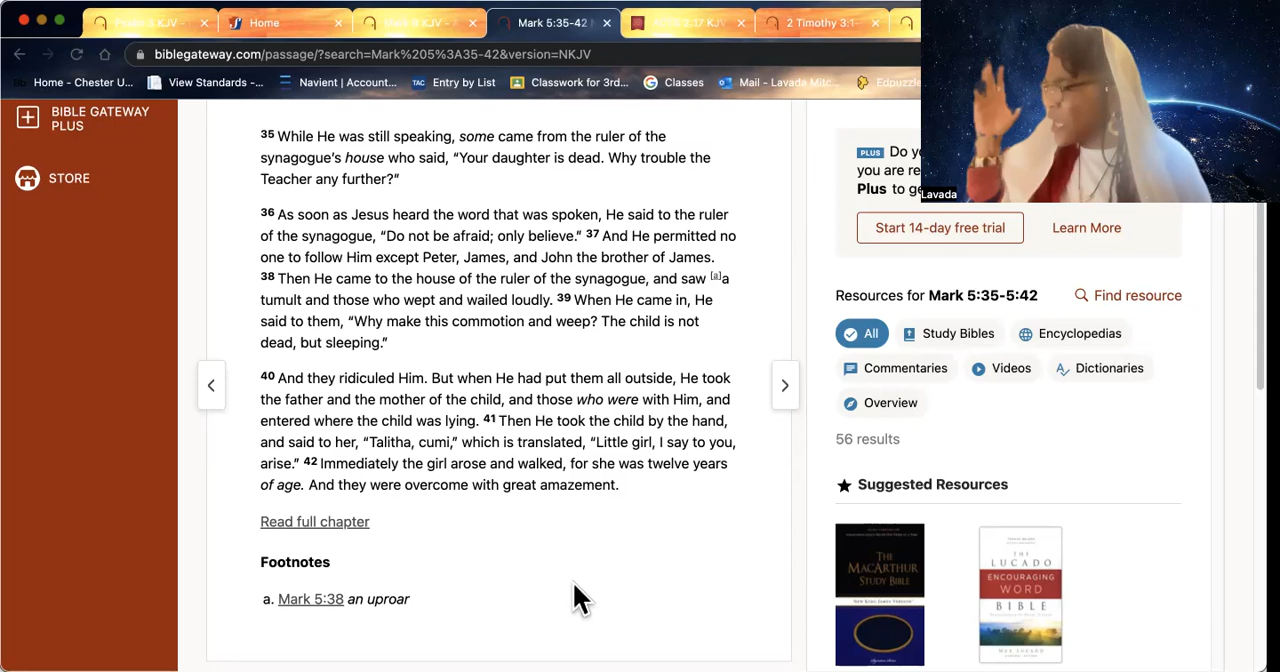 Home
Mark 5:35-42
2 Timothy 3:1-
biblegateway.com/passage/?search=Mark%205%3A35-42&version=NKJV
Home - Chester U...
View Standards -...
Navient | Account...
TAC Entry by List
Classwork for 3rd...
Classes
Mail - Lavada Mitc...
Edpuzzle
BIBLE GATEWAY
PLUS
STORE
35 While He was still speaking, some came from the ruler of the
synagogue’s house who said, “Your daughter is dead. Why trouble the
Teacher any further?”
36 As soon as Jesus heard the word that was spoken, He said to the ruler
of the synagogue, “Do not be afraid; only believe.” 37 And He permitted no
one to follow Him except Peter, James, and John the brother of James.
38 Then He came to the house of the ruler of the synagogue, and saw [a]a
tumult and those who wept and wailed loudly. 39 When He came in, He
said to them, “Why make this commotion and weep? The child is not
dead, but sleeping.”
40 And they ridiculed Him. But when He had put them all outside, He took
the father and the mother of the child, and those who were with Him, and
entered where the child was lying. 41 Then He took the child by the hand,
and said to her, “Talitha, cumi,” which is translated, “Little girl, I say to you,
arise.” 42 Immediately the girl arose and walked, for she was twelve years
of age. And they were overcome with great amazement.
Read full chapter
Footnotes
a. Mark 5:38 an uproar
Lavada
PLUS Do yo
you are re
Plus to ge
Start 14-day free trial
Learn More
Resources for Mark 5:35-5:42
Find resource
All
Study Bibles
Encyclopedias
Commentaries
Videos
Dictionaries
Overview
56 results
Suggested Resources
THE
MACARTHUR
STUDY BIBLE
THE
LUCADO
ENCOURAGING
WORD
BIBLE
MAX LUCADO